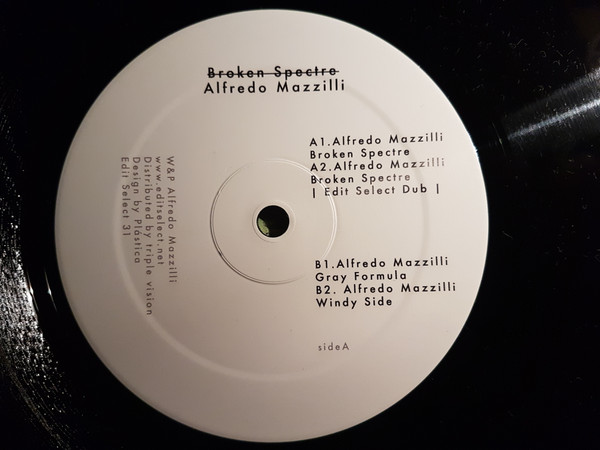 Broken Spectre
Alfredo Mazzilli
A1.Alfredo Mazzilli
Broken Spectre
A2.Alfredo Mazzilli
Broken Spectre
| Edit Select Dub |
B1.Alfredo Mazzilli
Gray Formula
B2. Alfredo Mazzilli
Windy Side
sideA
W&P Alfredo Mazzilli
www.editselect.net
Distributed by triple vision
Design by Plástica
Edit Select 31